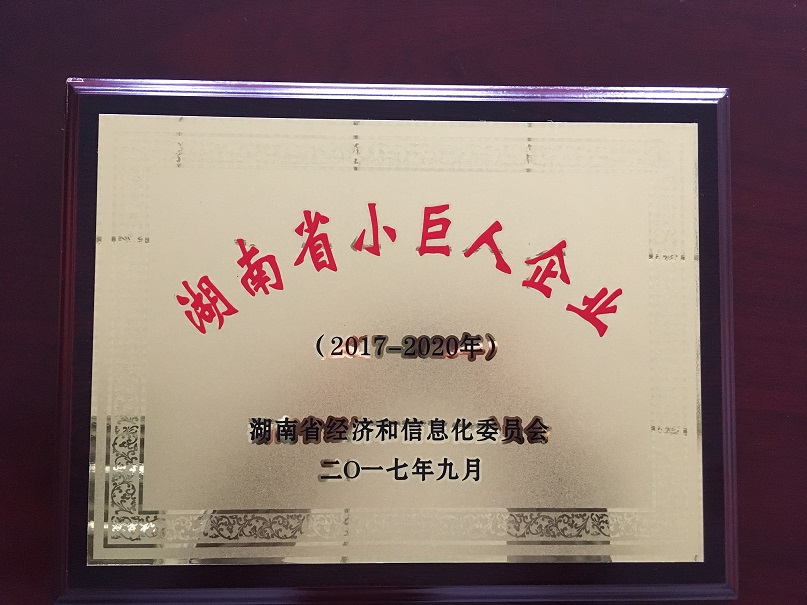 湖南省小巨人企业
（2017-2020年）
湖南省经济和信息化委员会
二〇一七年九月